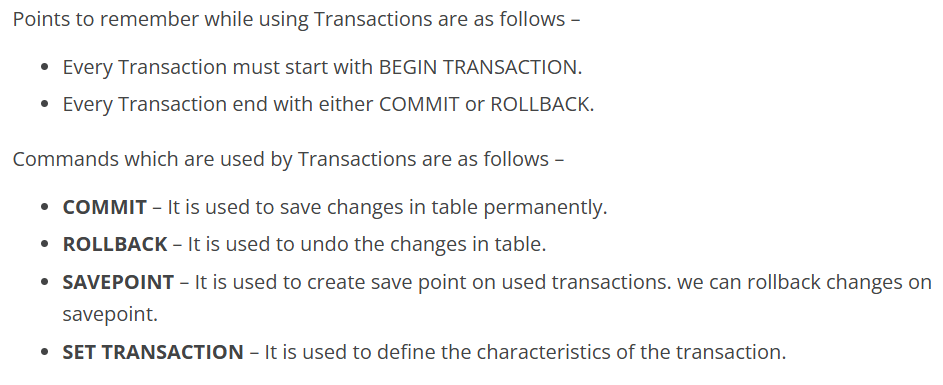 Points to remember while using Transactions are as follows –
• Every Transaction must start with BEGIN TRANSACTION.
• Every Transaction end with either COMMIT or ROLLBACK.
Commands which are used by Transactions are as follows –
• COMMIT – It is used to save changes in table permanently.
• ROLLBACK – It is used to undo the changes in table.
• SAVEPOINT – It is used to create save point on used transactions. we can rollback changes on
savepoint.
• SET TRANSACTION – It is used to define the characteristics of the transaction.